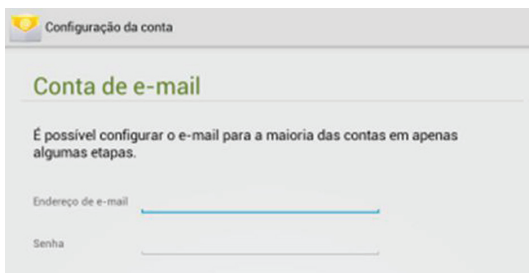 Configuração da conta
Conta de e-mail
É possível configurar o e-mail para a maioria das contas em apenas
algumas etapas.
Endereço de e-mail
Senha